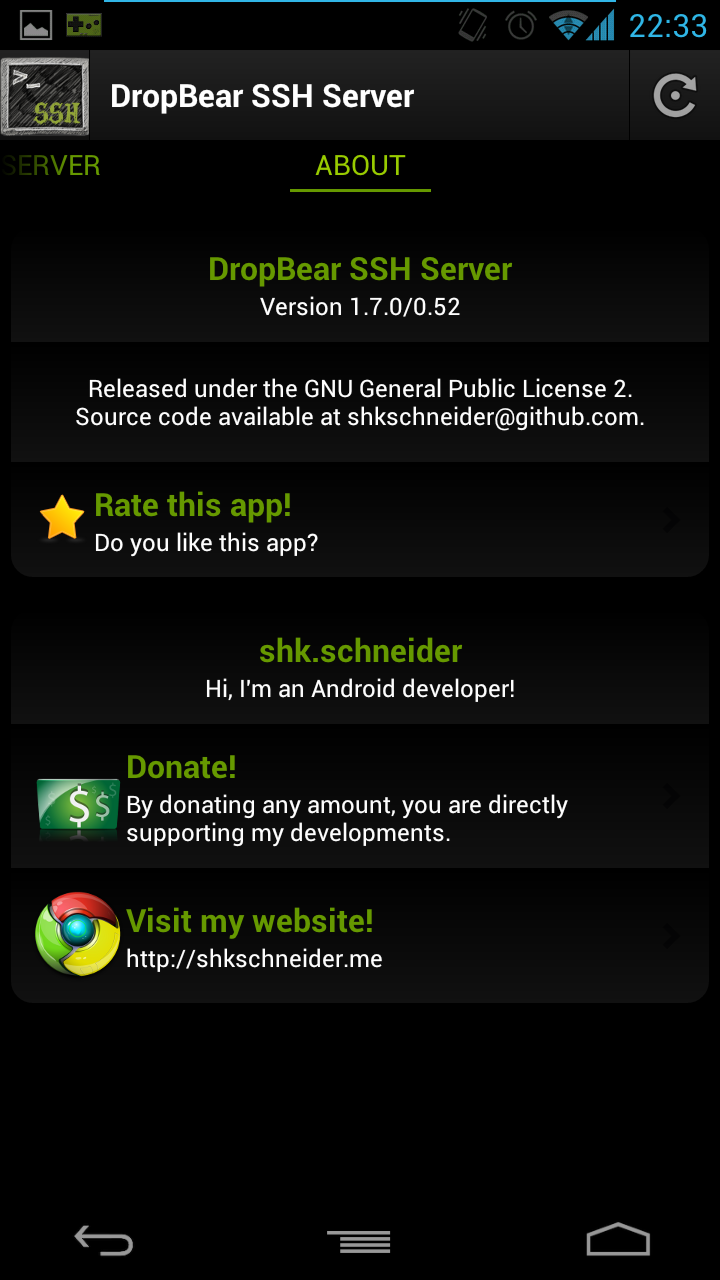 22:33
>_
SSH
DropBear SSH Server
SERVER
ABOUT
DropBear SSH Server
Version 1.7.0/0.52
Released under the GNU General Public License 2.
Source code available at shkschneider@github.com.
Rate this app!
Do you like this app?
shk.schneider
Hi, I'm an Android developer!
Donate!
$ $
By donating any amount, you are directly
supporting my developments.
Visit my website!
http://shkschneider.me